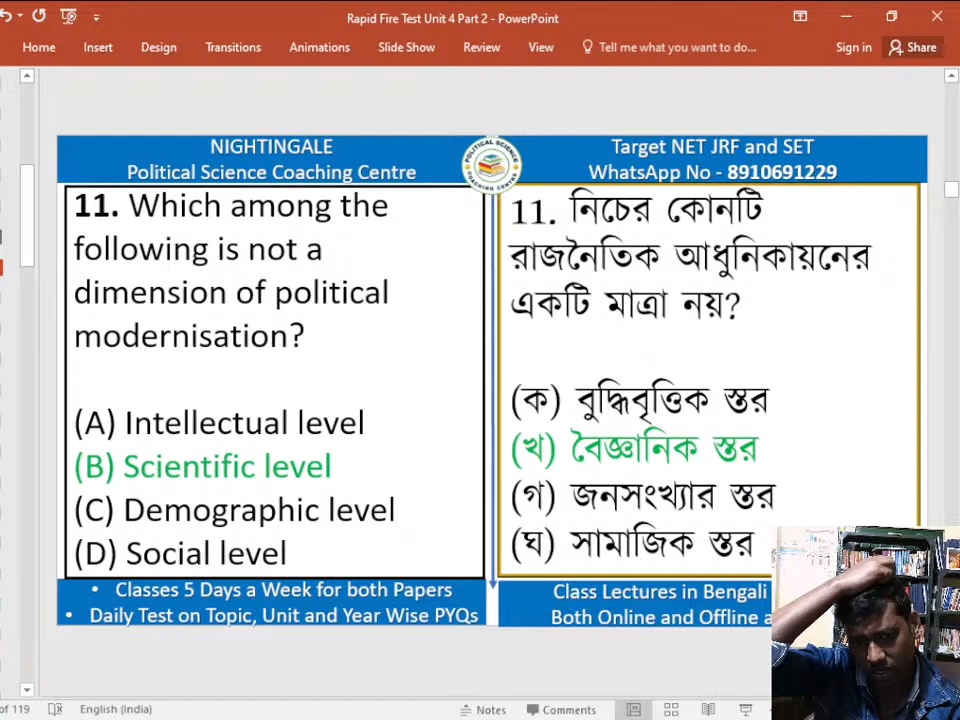 Rapid Fire Test Unit 4 Part 2 - PowerPoint
Home Insert Design Transitions Animations Slide Show Review View Tell me what you want to do... Sign in Share
NIGHTINGALE
Political Science Coaching Centre
POLITICAL SCIENCE
COACHING CENTRE
Target NET JRF and SET
WhatsApp No - 8910691229
11. Which among the
following is not a
dimension of political
modernisation?
(A) Intellectual level
(B) Scientific level
(C) Demographic level
(D) Social level
11. নিচের কোনটি
রাজনৈতিক আধুনিকায়নের
একটি মাত্রা নয়?
(ক) বুদ্ধিবৃত্তিক স্তর
(খ) বৈজ্ঞানিক স্তর
(গ) জনসংখ্যার স্তর
(ঘ) সামাজিক স্তর
• Classes 5 Days a Week for both Papers
• Daily Test on Topic, Unit and Year Wise PYQs
Class Lectures in Bengali
Both Online and Offline a
of 119 English (India) Notes Comments